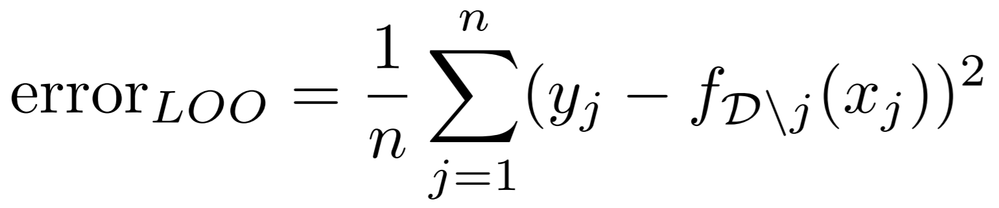 error_{LOO} = \frac{1}{n} \sum_{j=1}^{n} (y_j - f_{\mathcal{D} \setminus j}(x_j))^2